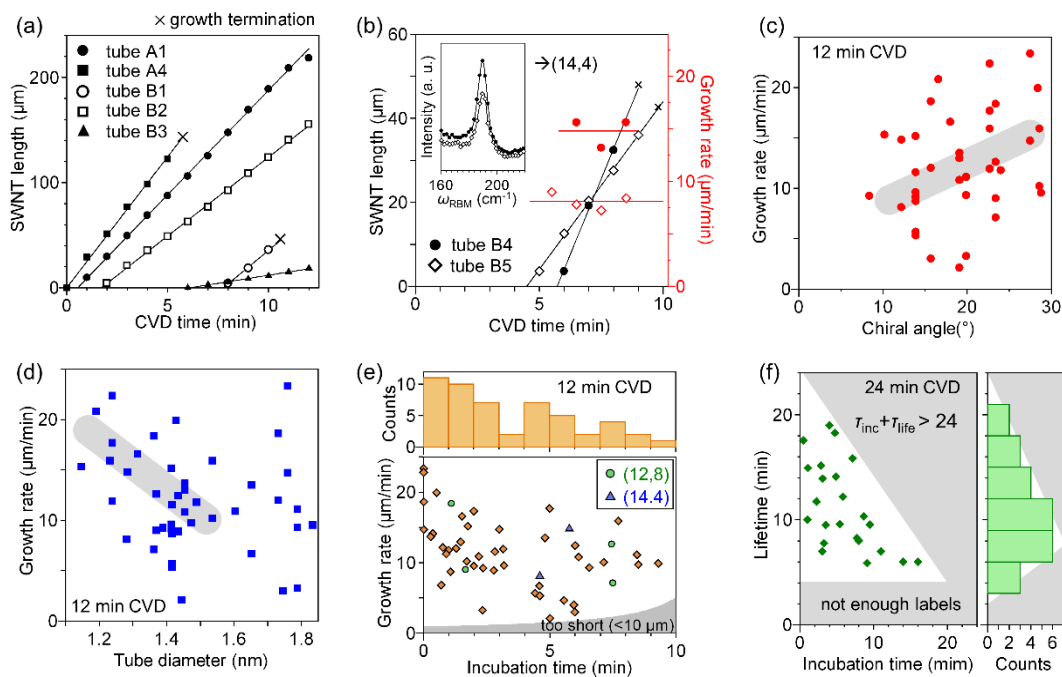 (a)
× growth termination
tube A1
tube A4
tube B1
tube B2
tube B3
SWNT length (μm)
200
100
0
0
5
10
CVD time (min)
(b)
→(14,4)
Intensity (a. u.)
160
200
ωRBM (cm⁻¹)
SWNT length (μm)
60
40
20
0
tube B4
tube B5
0
5
10
CVD time (min)
Growth rate (μm/min)
20
10
0
(c)
12 min CVD
Growth rate (μm/min)
20
10
0
0
10
20
30
Chiral angle(°)
(d)
12 min CVD
Growth rate (μm/min)
20
10
0
1.2
1.4
1.6
1.8
Tube diameter (nm)
(e)
12 min CVD
Counts
10
5
0
(12,8)
(14.4)
Growth rate (μm/min)
20
10
0
too short (<10 μm)
0
5
10
Incubation time (min)
(f)
24 min CVD
τinc+τlife > 24
Lifetime (min)
20
10
0
not enough labels
0
10
20
Incubation time (mim)
0
2
4
6
Counts